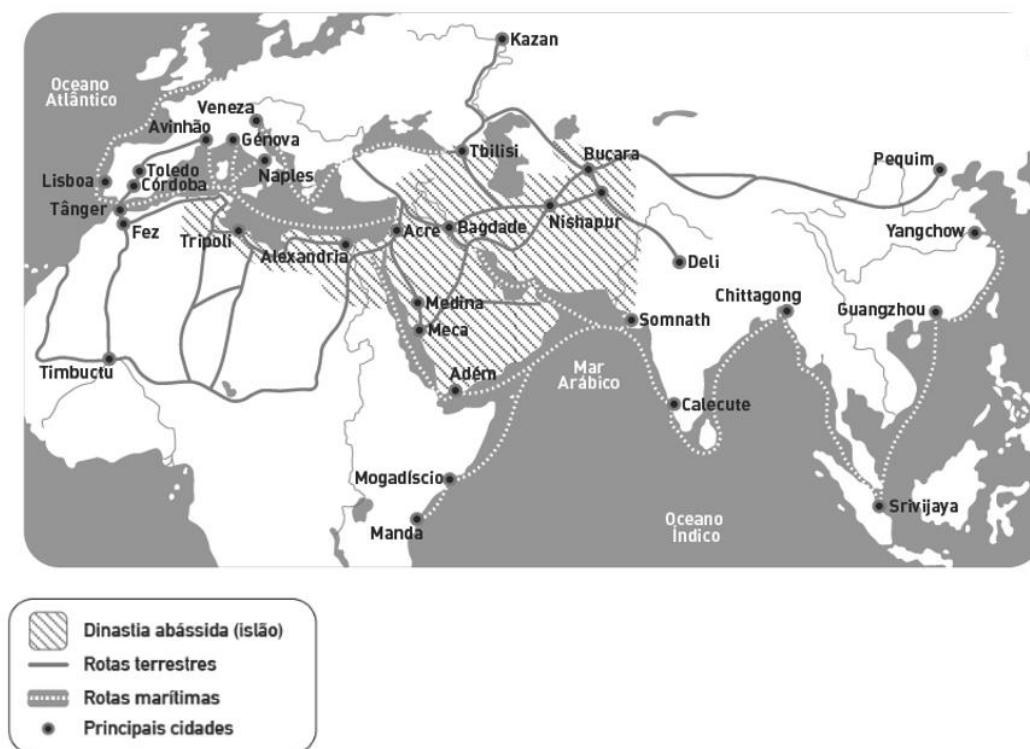 Kazan
Oceano
Atlântico
Veneza
Avinhão
Génova
Tbilisi
Buçara
Pequim
Toledo
Lisboa
Córdoba
Naples
Tânger
Fez
Nishapur
Tripoli
Acre
Bagdade
Yangchow
Alexandria
Deli
Chittagong
Medina
Guangzhou
Meca
Somnath
Timbuctu
Adém
Mar
Arábico
Calecute
Mogadíscio
Srivijaya
Manda
Oceano
Índico
Dinastia abássida (islão)
Rotas terrestres
Rotas marítimas
Principais cidades